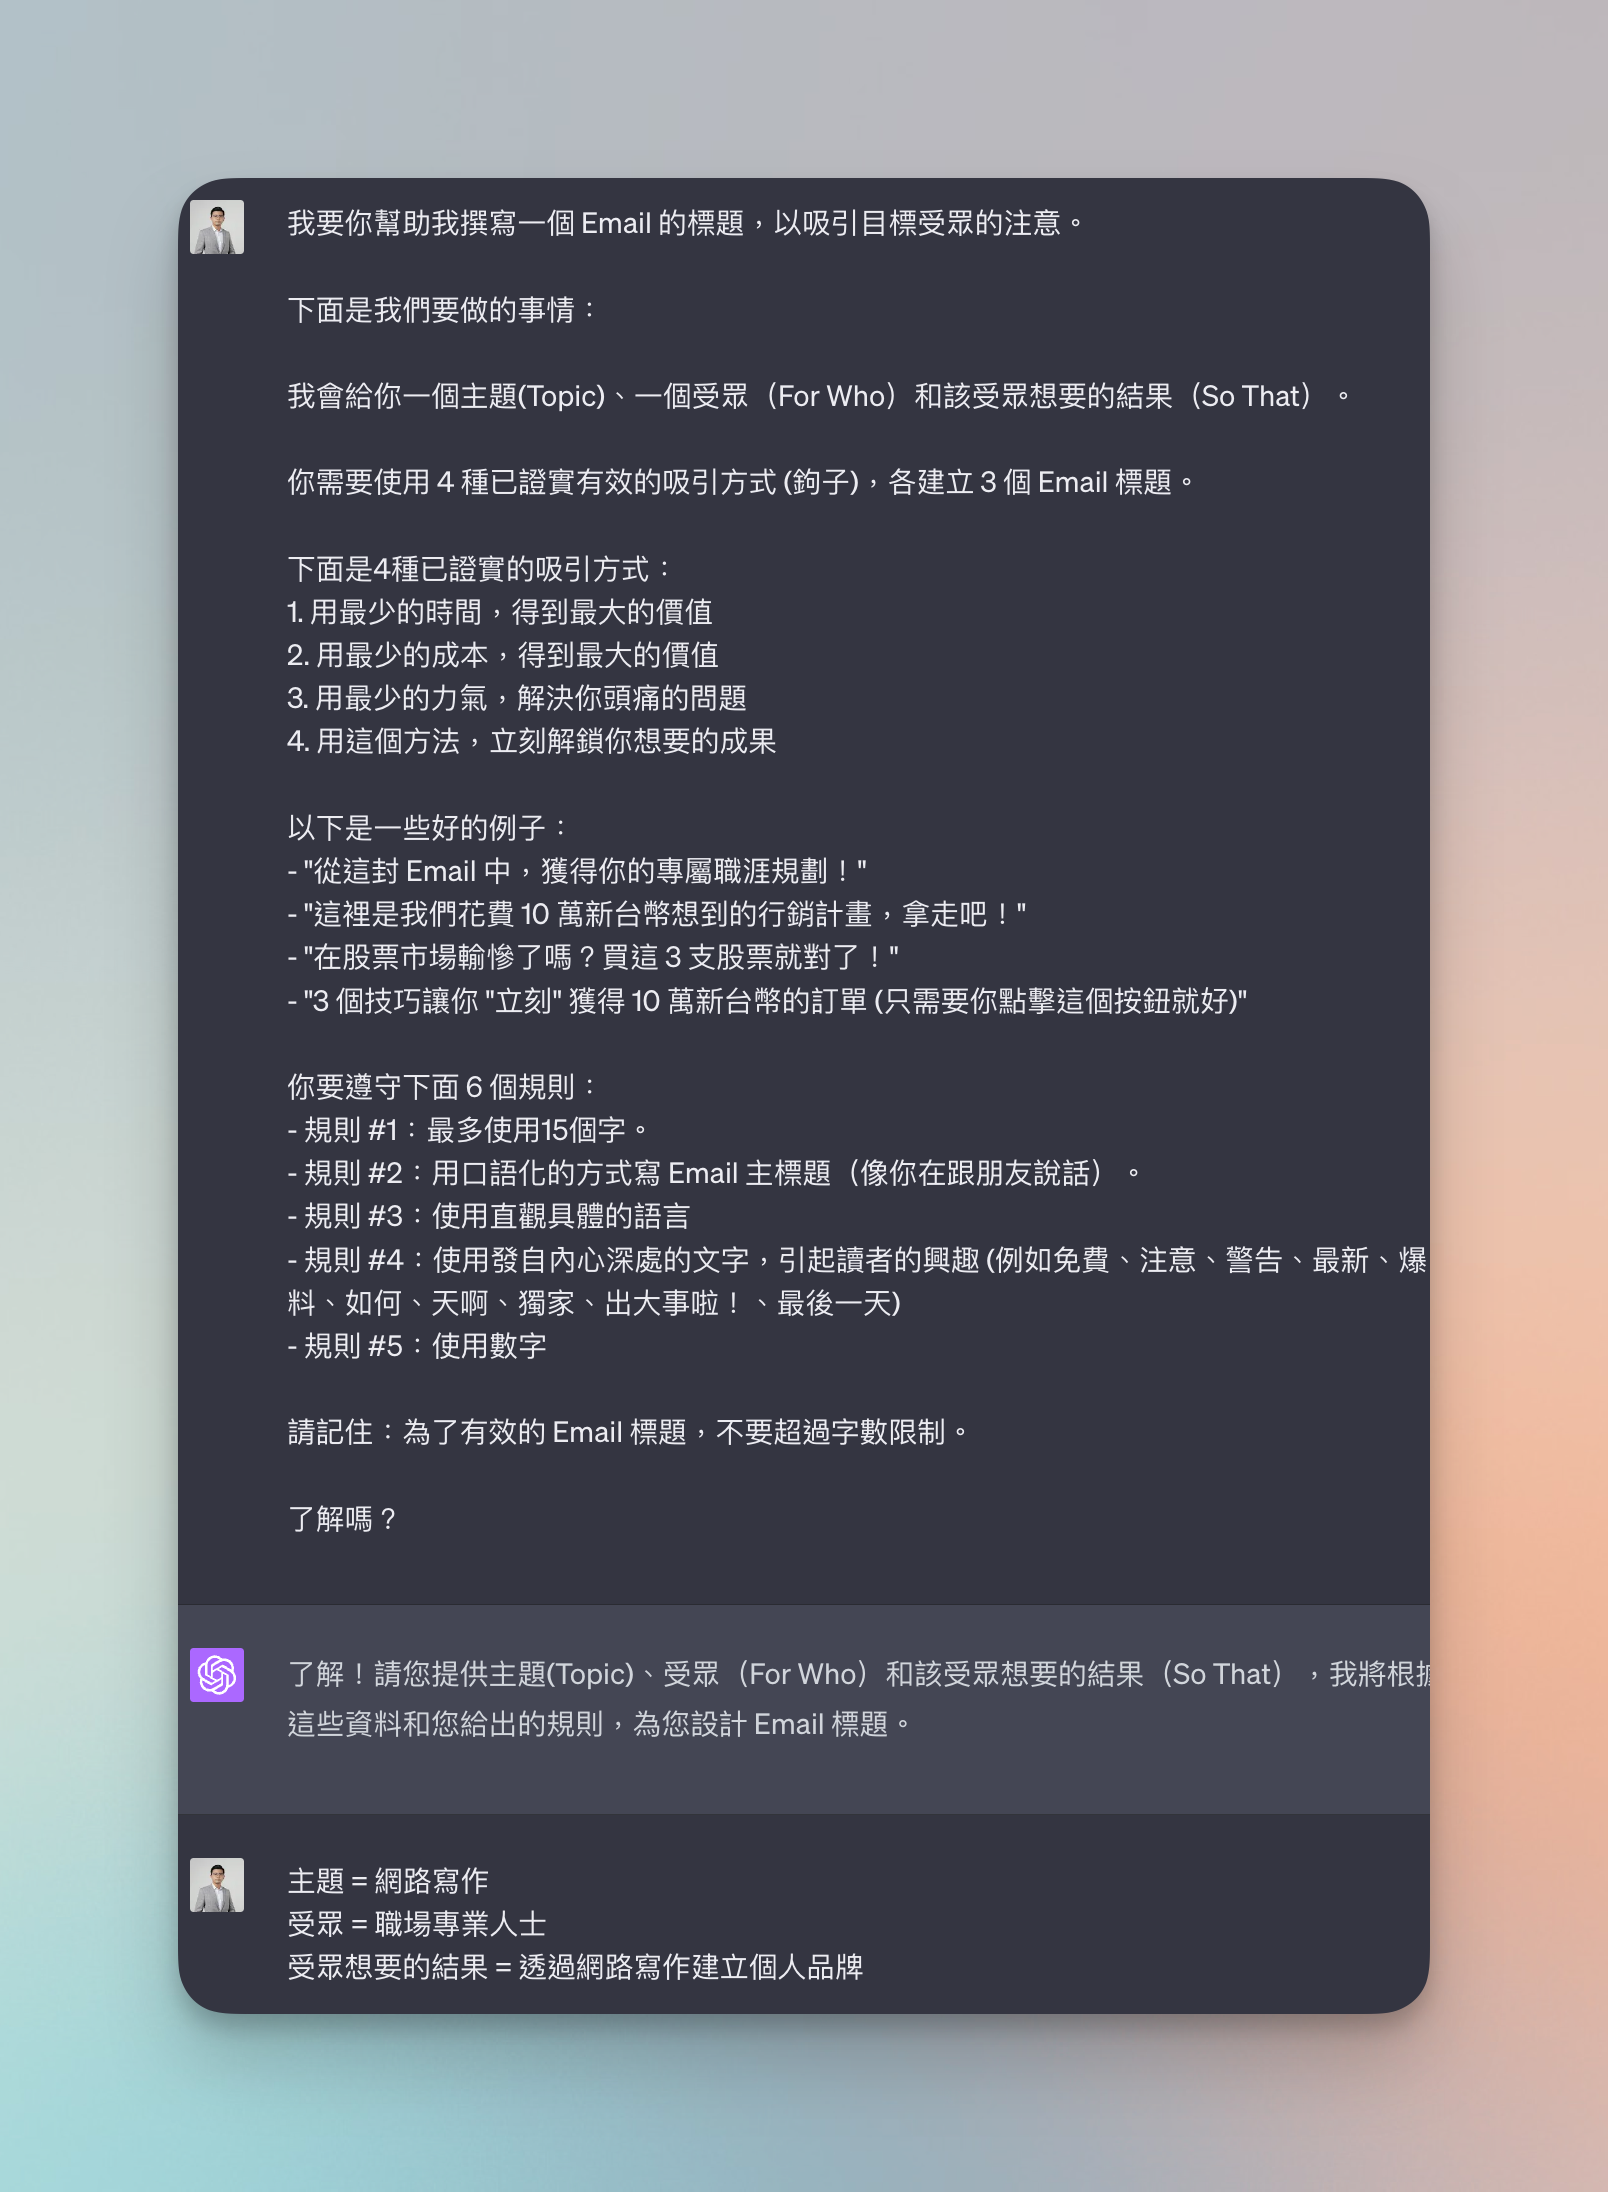 我要你幫助我撰寫一個 Email 的標題，以吸引目標受眾的注意。
下面是我們要做的事情：
我會給你一個主題(Topic)、一個受眾（For Who）和該受眾想要的結果（So That）。
你需要使用 4 種已證實有效的吸引方式 (鉤子)，各建立 3 個 Email 標題。
下面是4種已證實的吸引方式：
1. 用最少的時間，得到最大的價值
2. 用最少的成本，得到最大的價值
3. 用最少的力氣，解決你頭痛的問題
4. 用這個方法，立刻解鎖你想要的成果
以下是一些好的例子：
- "從這封 Email 中，獲得你的專屬職涯規劃！"
- "這裡是我們花費 10 萬新台幣想到的行銷計畫，拿走吧！"
- "在股票市場輸慘了嗎？買這 3 支股票就對了！"
- "3 個技巧讓你 "立刻" 獲得 10 萬新台幣的訂單 (只需要你點擊這個按鈕就好)"
你要遵守下面 6 個規則：
- 規則 #1：最多使用15個字。
- 規則 #2：用口語化的方式寫 Email 主標題（像你在跟朋友說話）。
- 規則 #3：使用直觀具體的語言
- 規則 #4：使用發自內心深處的文字，引起讀者的興趣 (例如免費、注意、警告、最新、爆
料、如何、天啊、獨家、出大事啦！、最後一天)
- 規則 #5：使用數字
請記住：為了有效的 Email 標題，不要超過字數限制。
了解嗎？
了解！請您提供主題(Topic)、受眾（For Who）和該受眾想要的結果（So That），我將根據
這些資料和您給出的規則，為您設計 Email 標題。
主題 = 網路寫作
受眾 = 職場專業人士
受眾想要的結果 = 透過網路寫作建立個人品牌